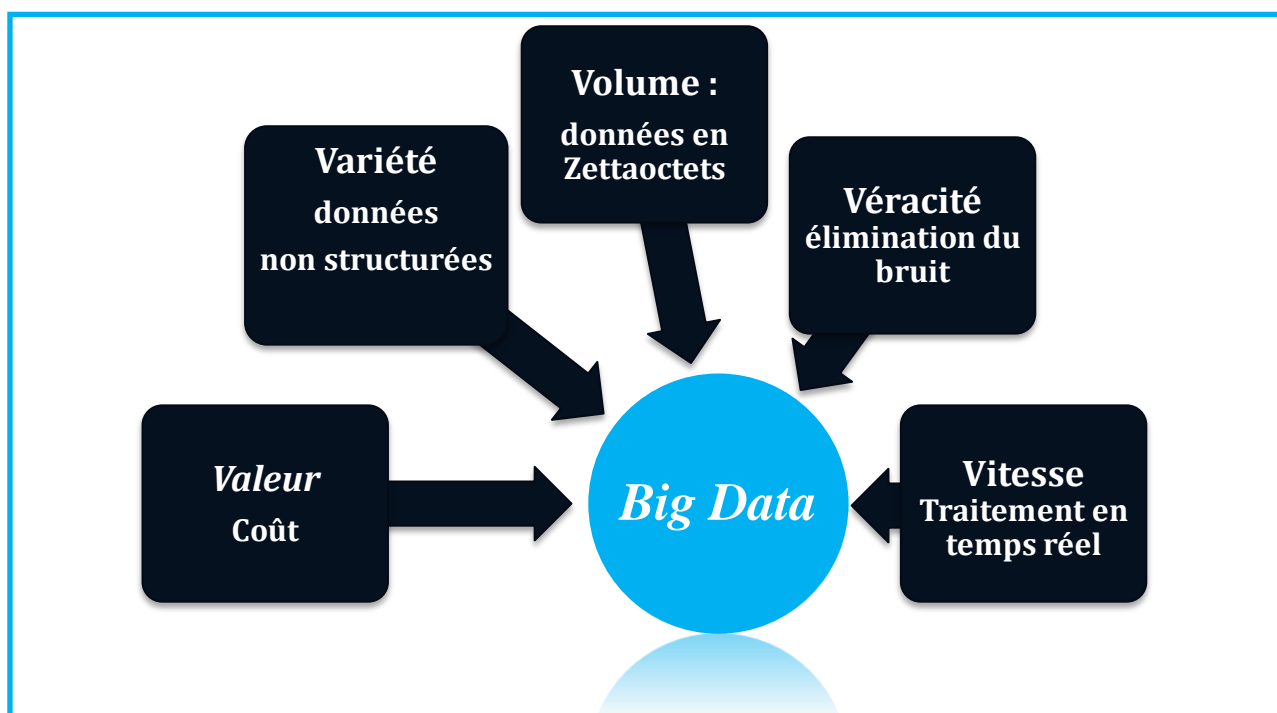 Volume :
données en
Zettaoctets
Variété
données
non structurées
Véracité
élimination du
bruit
Valeur
Coût
Big Data
Vitesse
Traitement en
temps réel